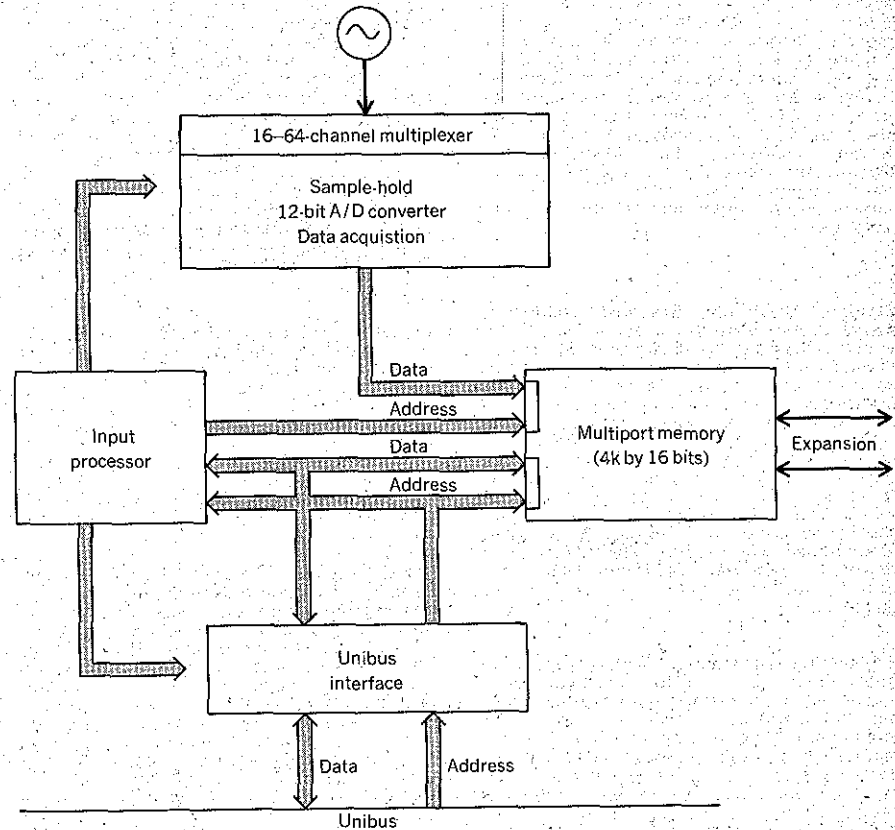 16–64-channel multiplexer
Sample-hold
12-bit A/D converter
Data acquistion
Data
Address
Data
Address
Input
processor
Multiport memory
(4k by 16 bits)
Expansion
Unibus
interface
Data
Address
Unibus